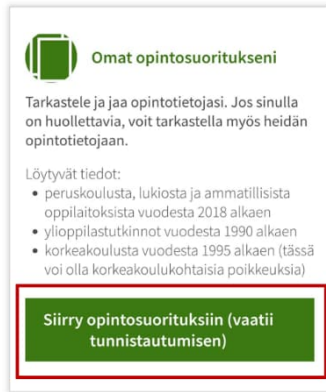 Omat opintosuoritukseni
Tarkastele ja jaa opintotietojasi. Jos sinulla
on huollettavia, voit tarkastella myös heidän
opintotietojaan.
Löytyvät tiedot:
• peruskoulusta, lukiosta ja ammatillisista
oppilaitoksista vuodesta 2018 alkaen
• ylioppilastutkinnot vuodesta 1990 alkaen
• korkeakoulusta vuodesta 1995 alkaen (tässä
voi olla korkeakoulukohtaisia poikkeuksia)
Siirry opintosuorituksiin (vaatii
tunnistautumisen)